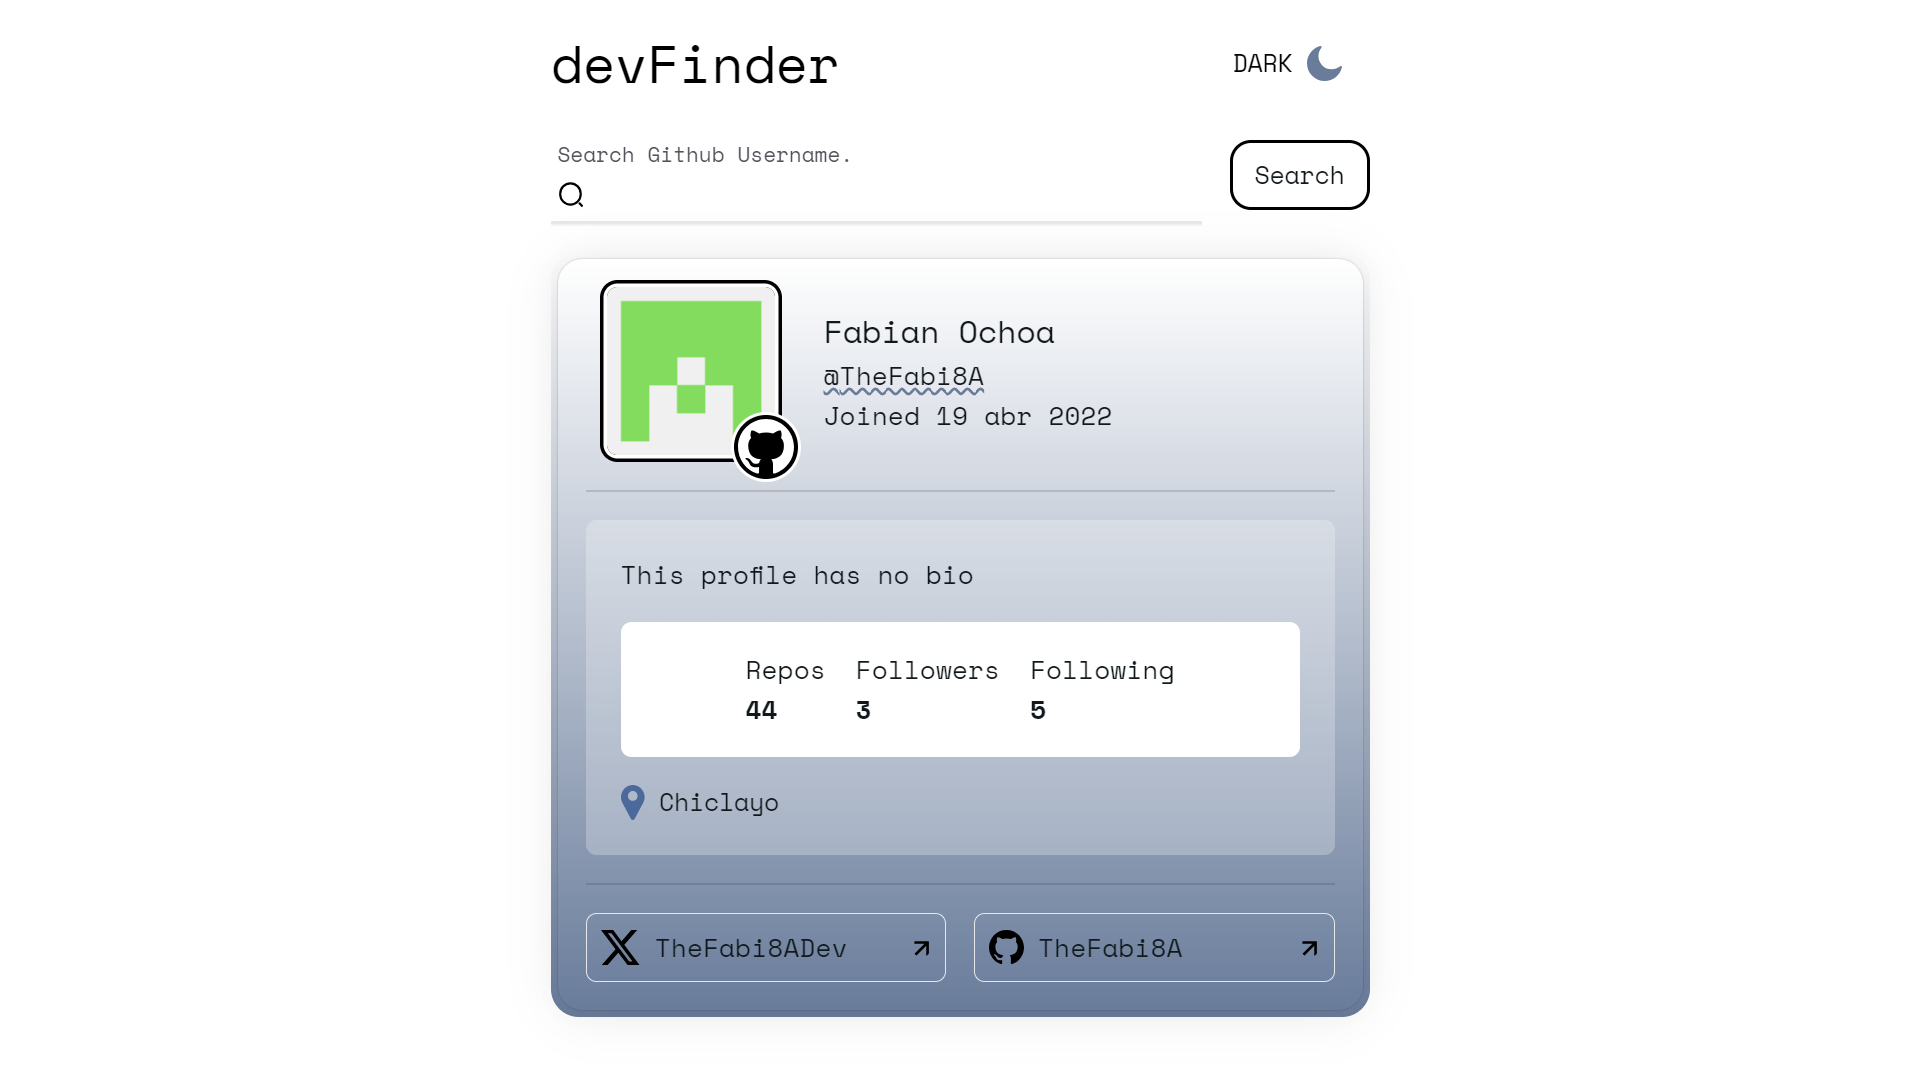 devFinder
DARK
Search Github Username.
Search
Fabian Ochoa
@TheFabi8A
Joined 19 abr 2022
This profile has no bio
Repos Followers Following
44 3 5
Chiclayo
TheFabi8ADev
TheFabi8A